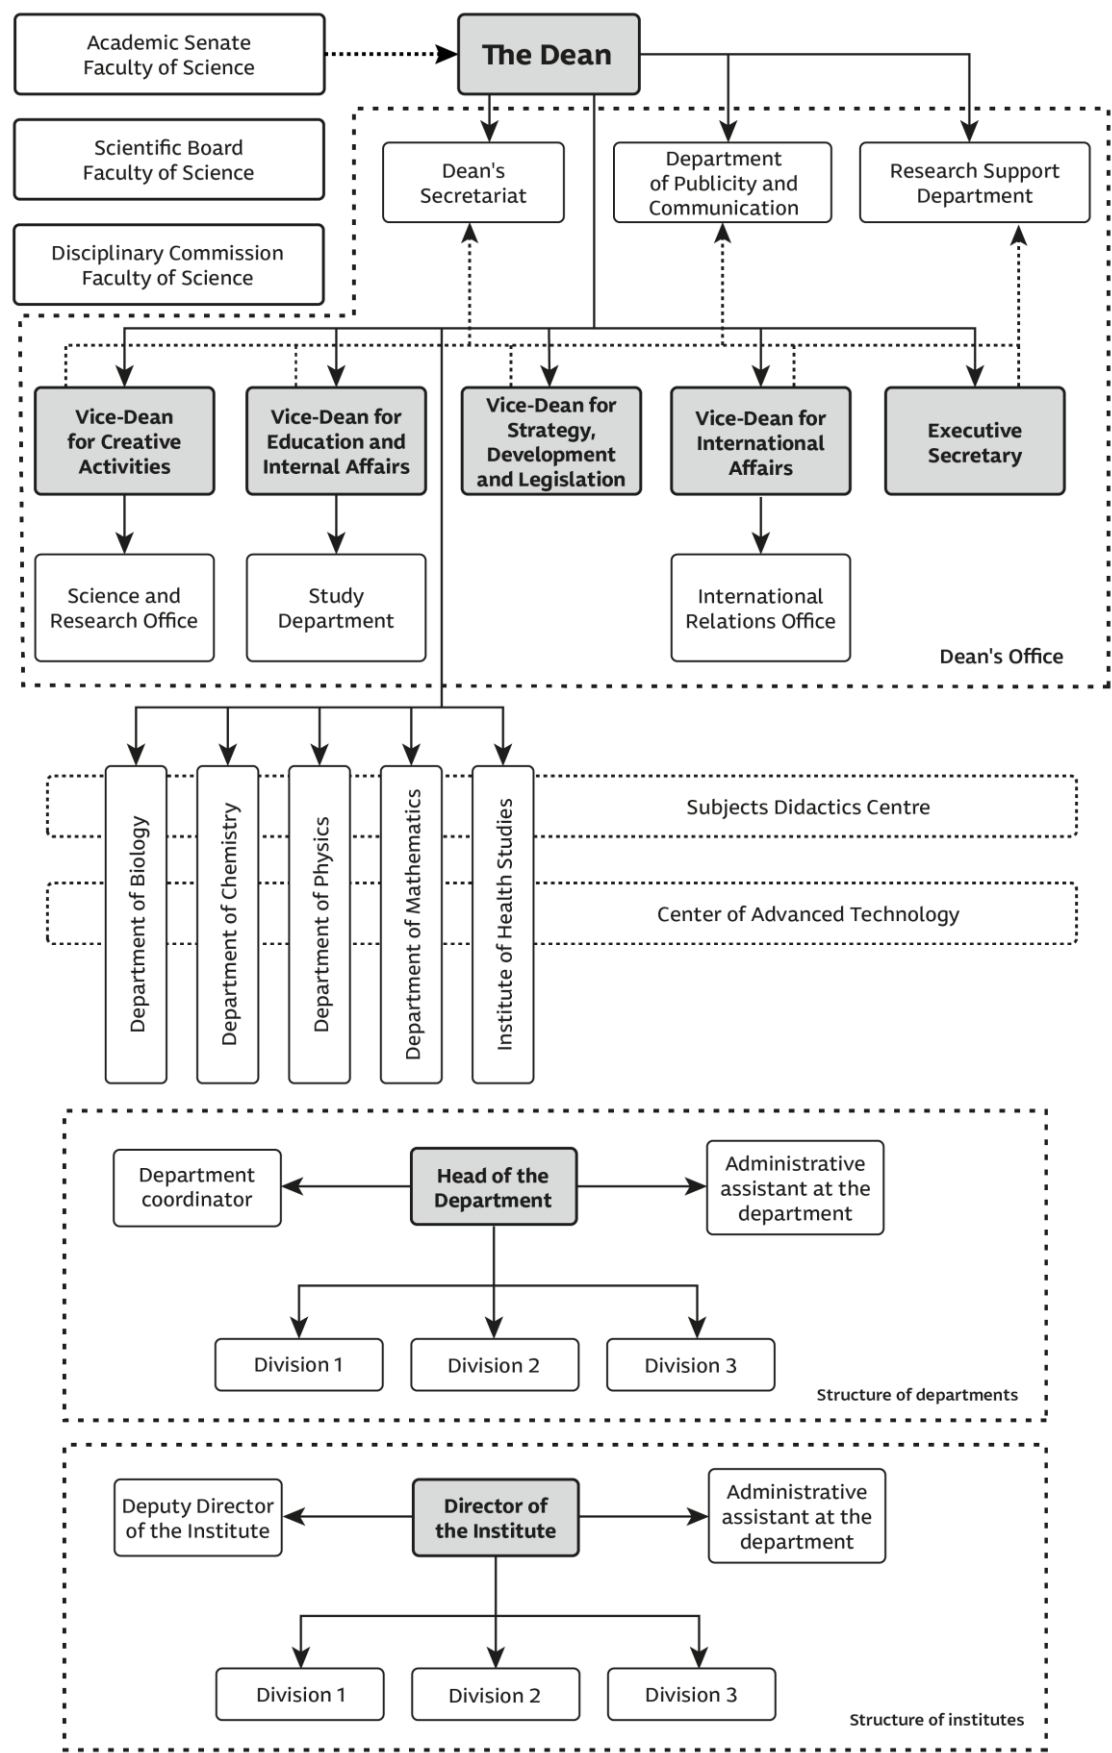 Academic Senate
Faculty of Science
The Dean
Scientific Board
Faculty of Science
Disciplinary Commission
Faculty of Science
Dean's
Secretariat
Department
of Publicity and
Communication
Research Support
Department
Vice-Dean
for Creative
Activities
Vice-Dean for
Education and
Internal Affairs
Vice-Dean for
Strategy,
Development
and Legislation
Vice-Dean for
International
Affairs
Executive
Secretary
Science and
Research Office
Study
Department
International
Relations Office
Dean's Office
Department of Biology
Department of Chemistry
Department of Physics
Department of Mathematics
Institute of Health Studies
Subjects Didactics Centre
Center of Advanced Technology
Department
coordinator
Head of the
Department
Administrative
assistant at the
department
Division 1
Division 2
Division 3
Structure of departments
Deputy Director
of the Institute
Director of
the Institute
Administrative
assistant at the
department
Division 1
Division 2
Division 3
Structure of institutes